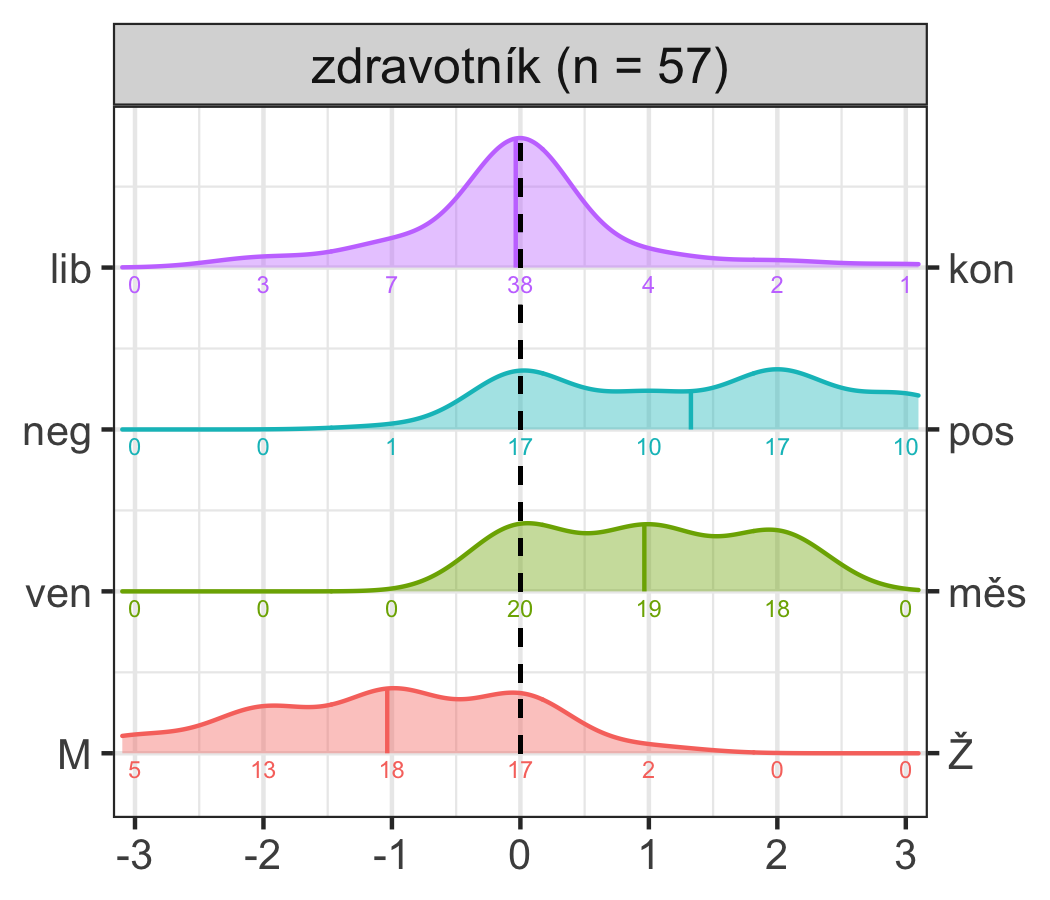 zdravotník (n = 57)
lib kon
0 3 7 38 4 2 1
neg pos
0 0 1 17 10 17 10
ven měs
0 0 0 20 19 18 0
M Ž
5 13 18 17 2 0 0
-3 -2 -1 0 1 2 3